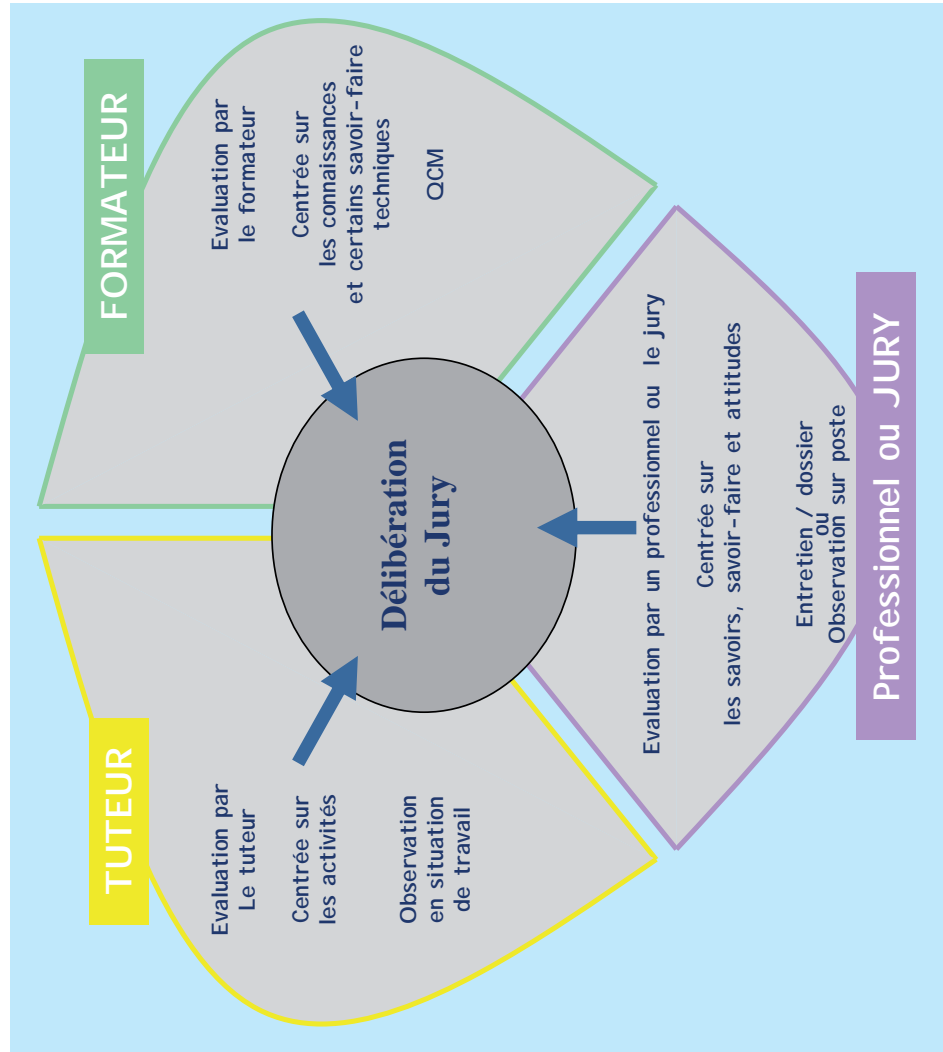 TUTEUR
Evaluation par
Le tuteur
Centrée sur
les activités
Observation
en situation
de travail
FORMATEUR
Evaluation par
le formateur
Centrée sur
les connaissances
et certains savoir-faire
techniques
QCM
Délibération
du Jury
Evaluation par un professionnel ou le jury
Centrée sur
les savoirs, savoir-faire et attitudes
Entretien / dossier
ou
Observation sur poste
Professionnel ou JURY